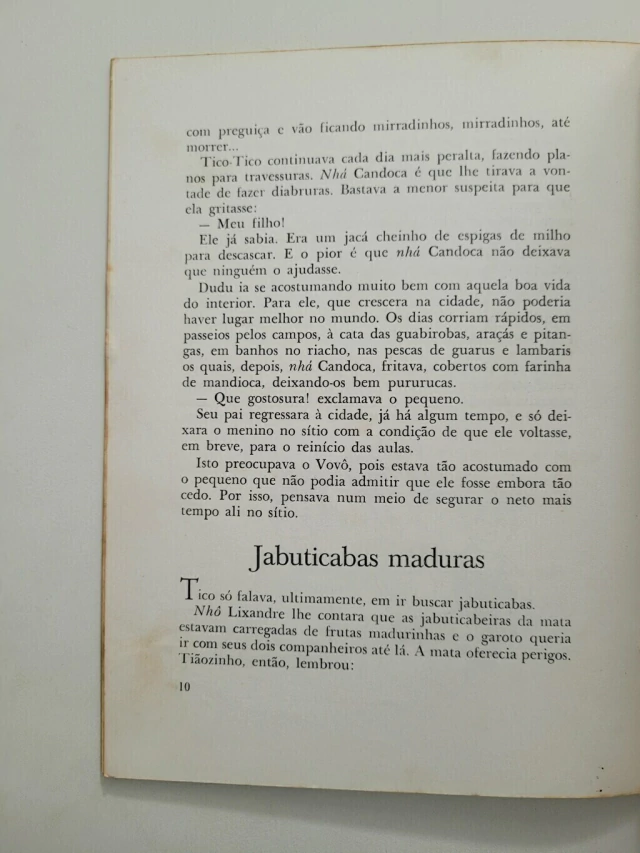 com preguiça e vão ficando mirradinhos, mirradinhos, até
morrer...
Tico-Tico continuava cada dia mais peralta, fazendo pla-
nos para travessuras. Nhá Candoca é que lhe tirava a von-
tade de fazer diabruras. Bastava a menor suspeita para que
ela gritasse:
— Meu filho!
Ele já sabia. Era um jacá cheinho de espigas de milho
para descascar. E o pior é que nhá Candoca não deixava
que ninguém o ajudasse.
Dudu ia se acostumando muito bem com aquela boa vida
do interior. Para ele, que crescera na cidade, não poderia
haver lugar melhor no mundo. Os dias corriam rápidos, em
passeios pelos campos, à cata das guabirobas, araçás e pitan-
gas, em banhos no riacho, nas pescas de guarus e lambaris
os quais, depois, nhá Candoca, fritava, cobertos com farinha
de mandioca, deixando-os bem pururucas.
— Que gostosura! exclamava o pequeno.
Seu pai regressara à cidade, já há algum tempo, e só dei-
xara o menino no sítio com a condição de que ele voltasse,
em breve, para o reinício das aulas.
Isto preocupava o Vovô, pois estava tão acostumado com
o pequeno que não podia admitir que ele fosse embora tão
cedo. Por isso, pensava num meio de segurar o neto mais
tempo ali no sítio.
Jabuticabas maduras
Tico só falava, ultimamente, em ir buscar jabuticabas.
Nhô Lixandre lhe contara que as jabuticabeiras da mata
estavam carregadas de frutas madurinhas e o garoto queria
ir com seus dois companheiros até lá. A mata oferecia perigos.
Tiãozinho, então, lembrou:
10